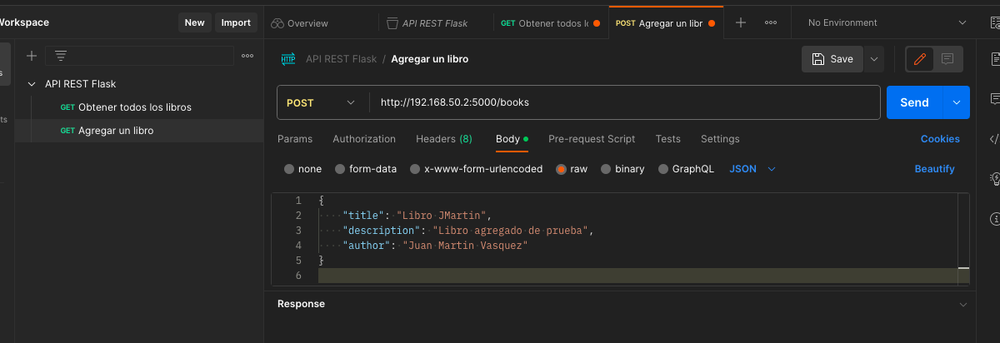 Workspace
New
Import
Overview
API REST Flask
GET Obtener todos l
POST Agregar un libr
No Environment
HTTP
API REST Flask / Agregar un libro
Save
API REST Flask
GET Obtener todos los libros
GET Agregar un libro
POST
http://192.168.50.2:5000/books
Send
Params
Authorization
Headers (8)
Body
Pre-request Script
Tests
Settings
Cookies
none
form-data
x-www-form-urlencoded
raw
binary
GraphQL
JSON
Beautify
1 {
2 "title": "Libro JMartin",
3 "description": "Libro agregado de prueba",
4 "author": "Juan Martin Vasquez"
5 }
6
Response